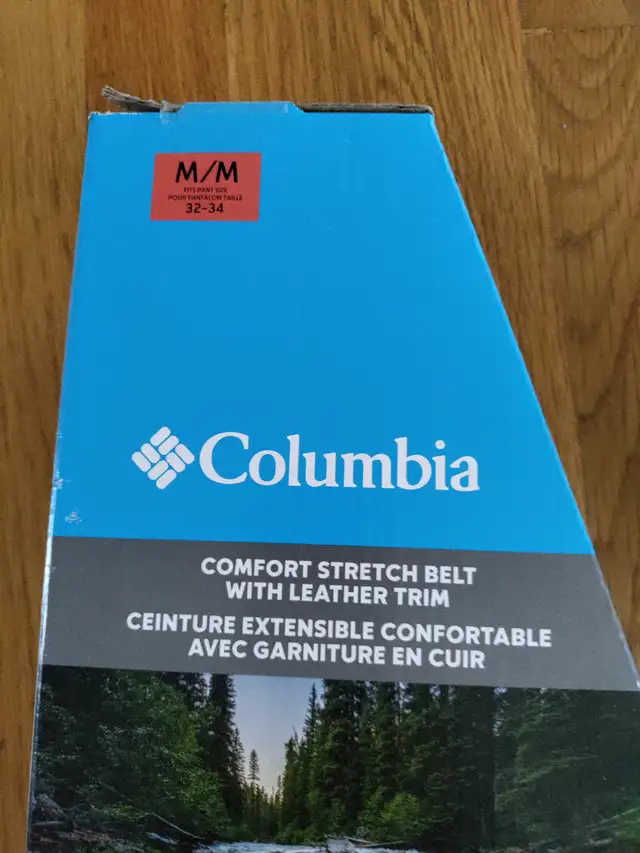 M/M
FITS PANT SIZE
POUR PANTALON TAILLE
32-34
Columbia
COMFORT STRETCH BELT
WITH LEATHER TRIM
CEINTURE EXTENSIBLE CONFORTABLE
AVEC GARNITURE EN CUIR